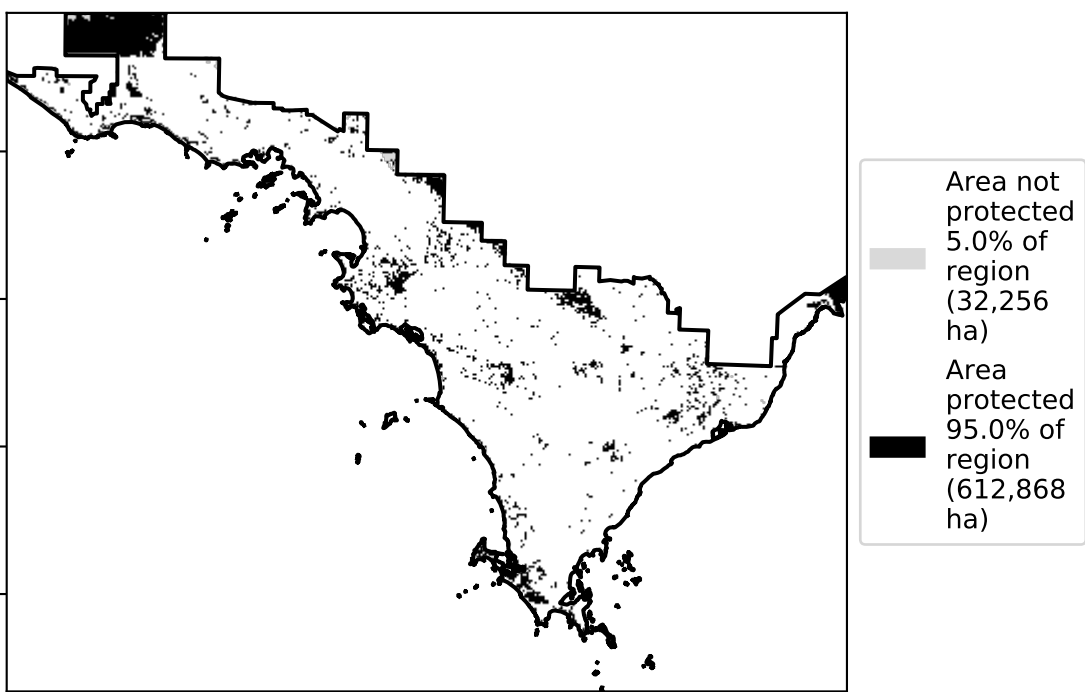 Area not
protected
5.0% of
region
(32,256
ha)
Area
protected
95.0% of
region
(612,868
ha)